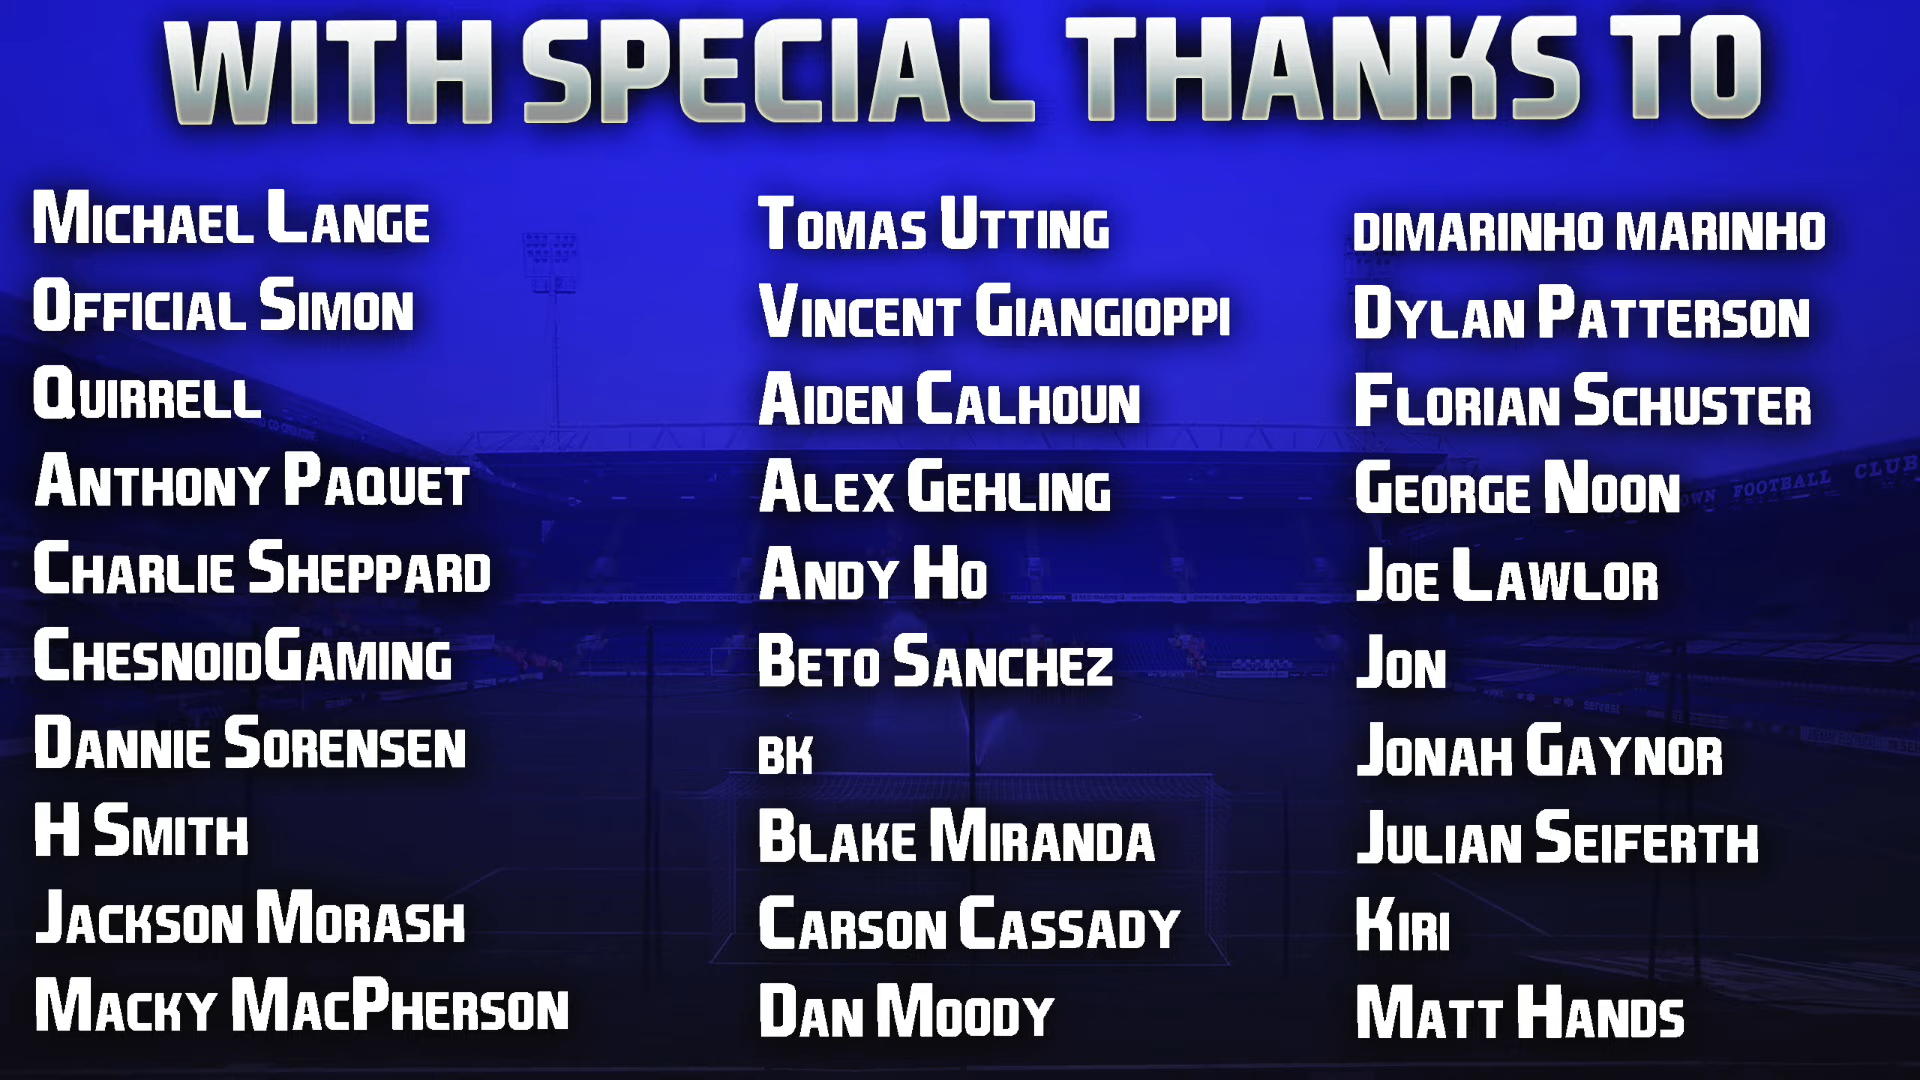 WITH SPECIAL THANKS TO
Michael Lange
Official Simon
Quirrell
Anthony Paquet
Charlie Sheppard
ChesnoidGaming
Dannie Sorensen
H Smith
Jackson Morash
Macky MacPherson
Tomas Utting
Vincent Giangioppi
Aiden Calhoun
Alex Gehling
Andy Ho
Beto Sanchez
bk
Blake Miranda
Carson Cassady
Dan Moody
dimarinho marinho
Dylan Patterson
Florian Schuster
George Noon
Joe Lawlor
Jon
Jonah Gaynor
Julian Seiferth
Kiri
Matt Hands
FOOTBALL CLUB
servest